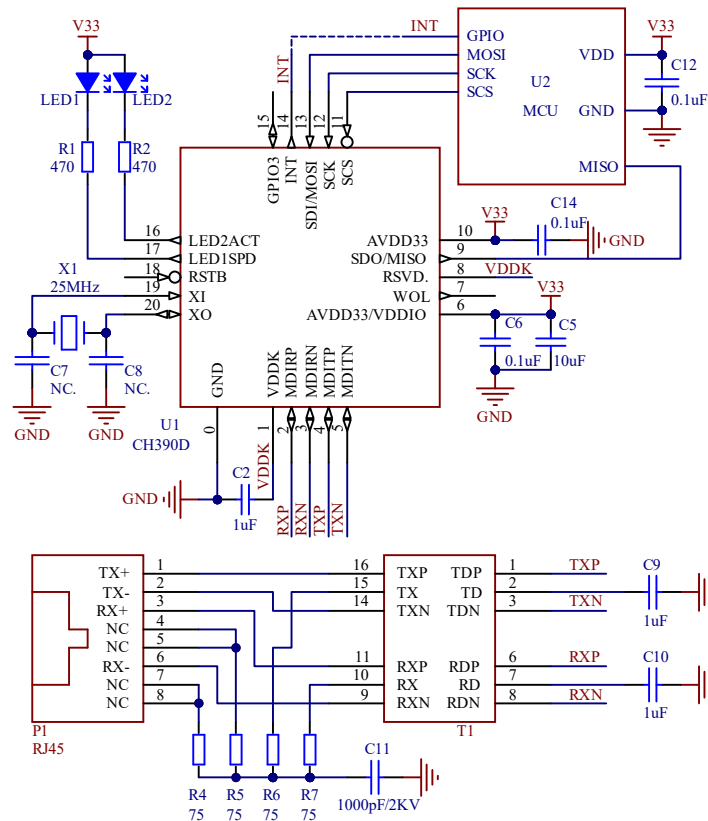 V33
INT
GPIO
MOSI
SCK
SCS
U2
MCU
VDD
GND
MISO
V33
C12
0.1uF
LED1
LED2
R1
470
R2
470
INT
15
14
13
12
11
GPIO3
INT
SDI/MOSI
SCK
SCS
16
17
18
19
20
LED2ACT
LED1SPD
RSTB
XI
XO
X1
25MHz
C7
NC.
C8
NC.
GND
GND
AVDD33
SDO/MISO
RSVD.
WOL
AVDD33/VDDIO
10
9
8
7
6
V33
C14
0.1uF
GND
VDDK
V33
C6
0.1uF
C5
10uF
GND
GND
VDDK
MDIRP
MDIRN
MDITP
MDITN
U1
CH390D
0
1
2
3
4
5
VDDK
RXP
RXN
TXP
TXN
GND
C2
1uF
TX+
TX-
RX+
NC
NC
RX-
NC
NC
1
2
3
4
5
6
7
8
P1
RJ45
16
15
14
11
10
9
TXP
TX
TXN
RXP
RX
RXN
TDP
TD
TDN
RDP
RD
RDN
1
2
3
6
7
8
T1
TXP
TXN
RXP
RXN
C9
1uF
C10
1uF
R4
75
R5
75
R6
75
R7
75
C11
1000pF/2KV